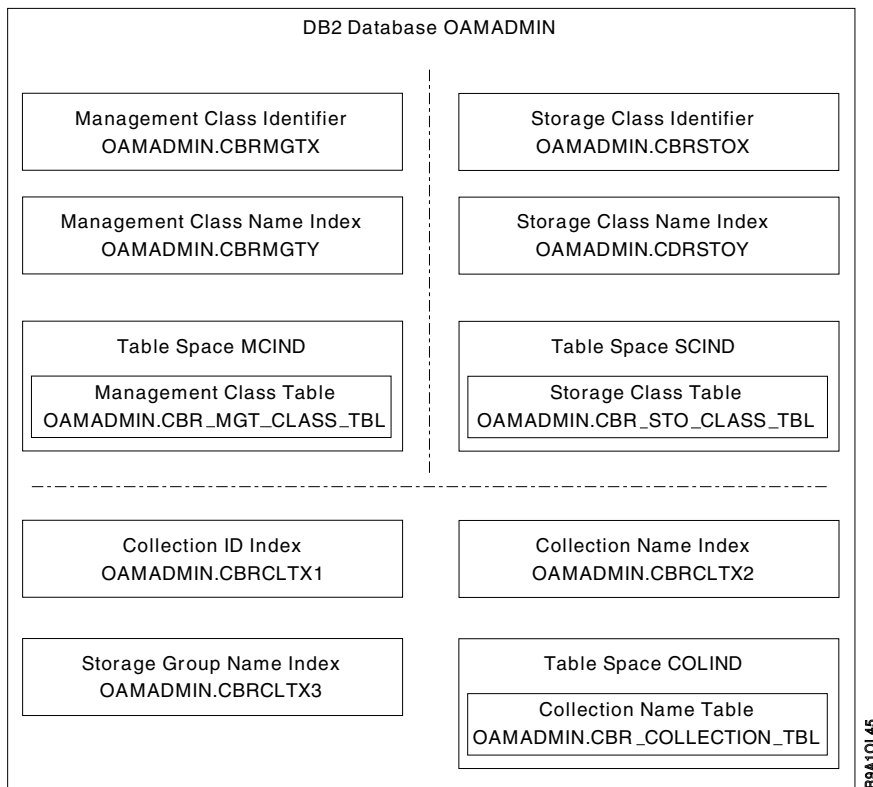 DB2 Database OAMADMIN
Management Class Identifier
OAMADMIN.CBRMGTX
Storage Class Identifier
OAMADMIN.CBRSTOX
Management Class Name Index
OAMADMIN.CBRMGTY
Storage Class Name Index
OAMADMIN.CDRSTOY
Table Space MCIND
Management Class Table
OAMADMIN.CBR_MGT_CLASS_TBL
Table Space SCIND
Storage Class Table
OAMADMIN.CBR_STO_CLASS_TBL
Collection ID Index
OAMADMIN.CBRCLTX1
Collection Name Index
OAMADMIN.CBRCLTX2
Storage Group Name Index
OAMADMIN.CBRCLTX3
Table Space COLIND
Collection Name Table
OAMADMIN.CBR_COLLECTION_TBL